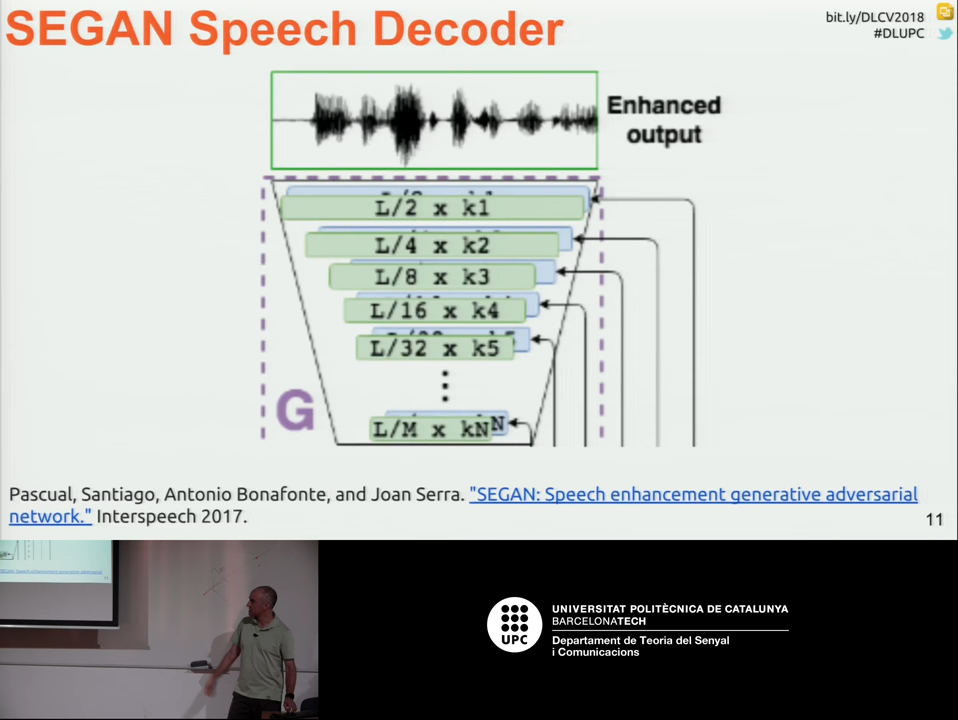 SEGAN Speech Decoder
bit.ly/DLCV2018
#DLUPC
Enhanced
output
L/2 x k1
L/4 x k2
L/8 x k3
L/16 x k4
L/32 x k5
L/M x kN
N
G
Pascual, Santiago, Antonio Bonafonte, and Joan Serra. "SEGAN: Speech enhancement generative adversarial
network." Interspeech 2017.
11
UPC
UNIVERSITAT POLITÈCNICA DE CATALUNYA
BARCELONATECH
Departament de Teoria del Senyal
i Comunicacions